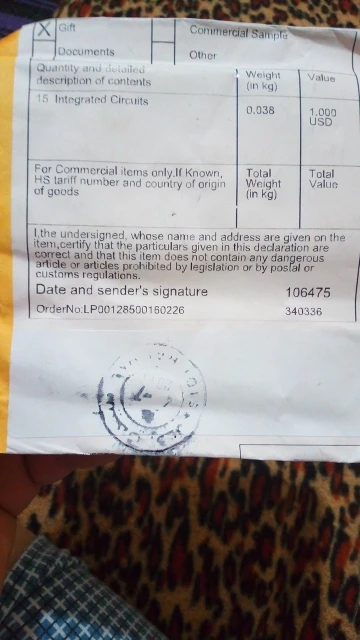 X Gift
Commercial Sample
Documents
Other
Quantity and detailed
description of contents
Weight
(in kg)
Value
15 Integrated Circuits
0.038
1.000
USD
For Commercial items only.If Known,
HS tariff number and country of origin
of goods
Total
Weight
(in kg)
Total
Value
I,the undersigned, whose name and address are given on the
item,certify that the particulars given in this declaration are
correct and that this item does not contain any dangerous
article or articles prohibited by legislation or by postal or
customs regulations.
Date and sender's signature
106475
OrderNo:LP00128500160226
340336